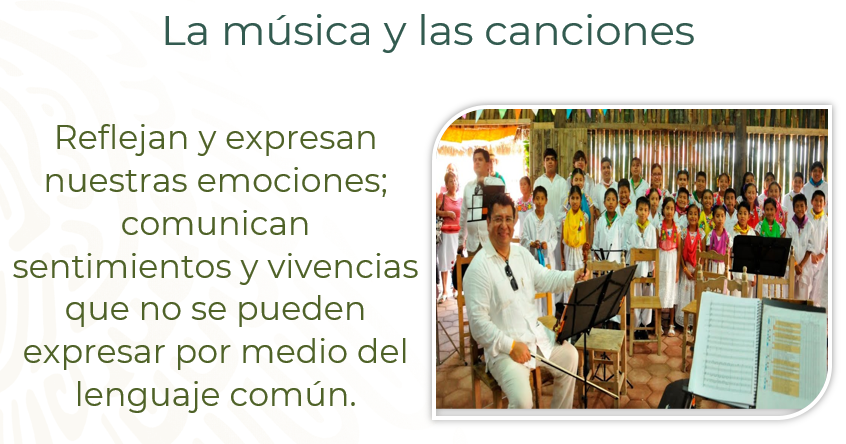 La música y las canciones
Reflejan y expresan
nuestras emociones;
comunican
sentimientos y vivencias
que no se pueden
expresar por medio del
lenguaje común.